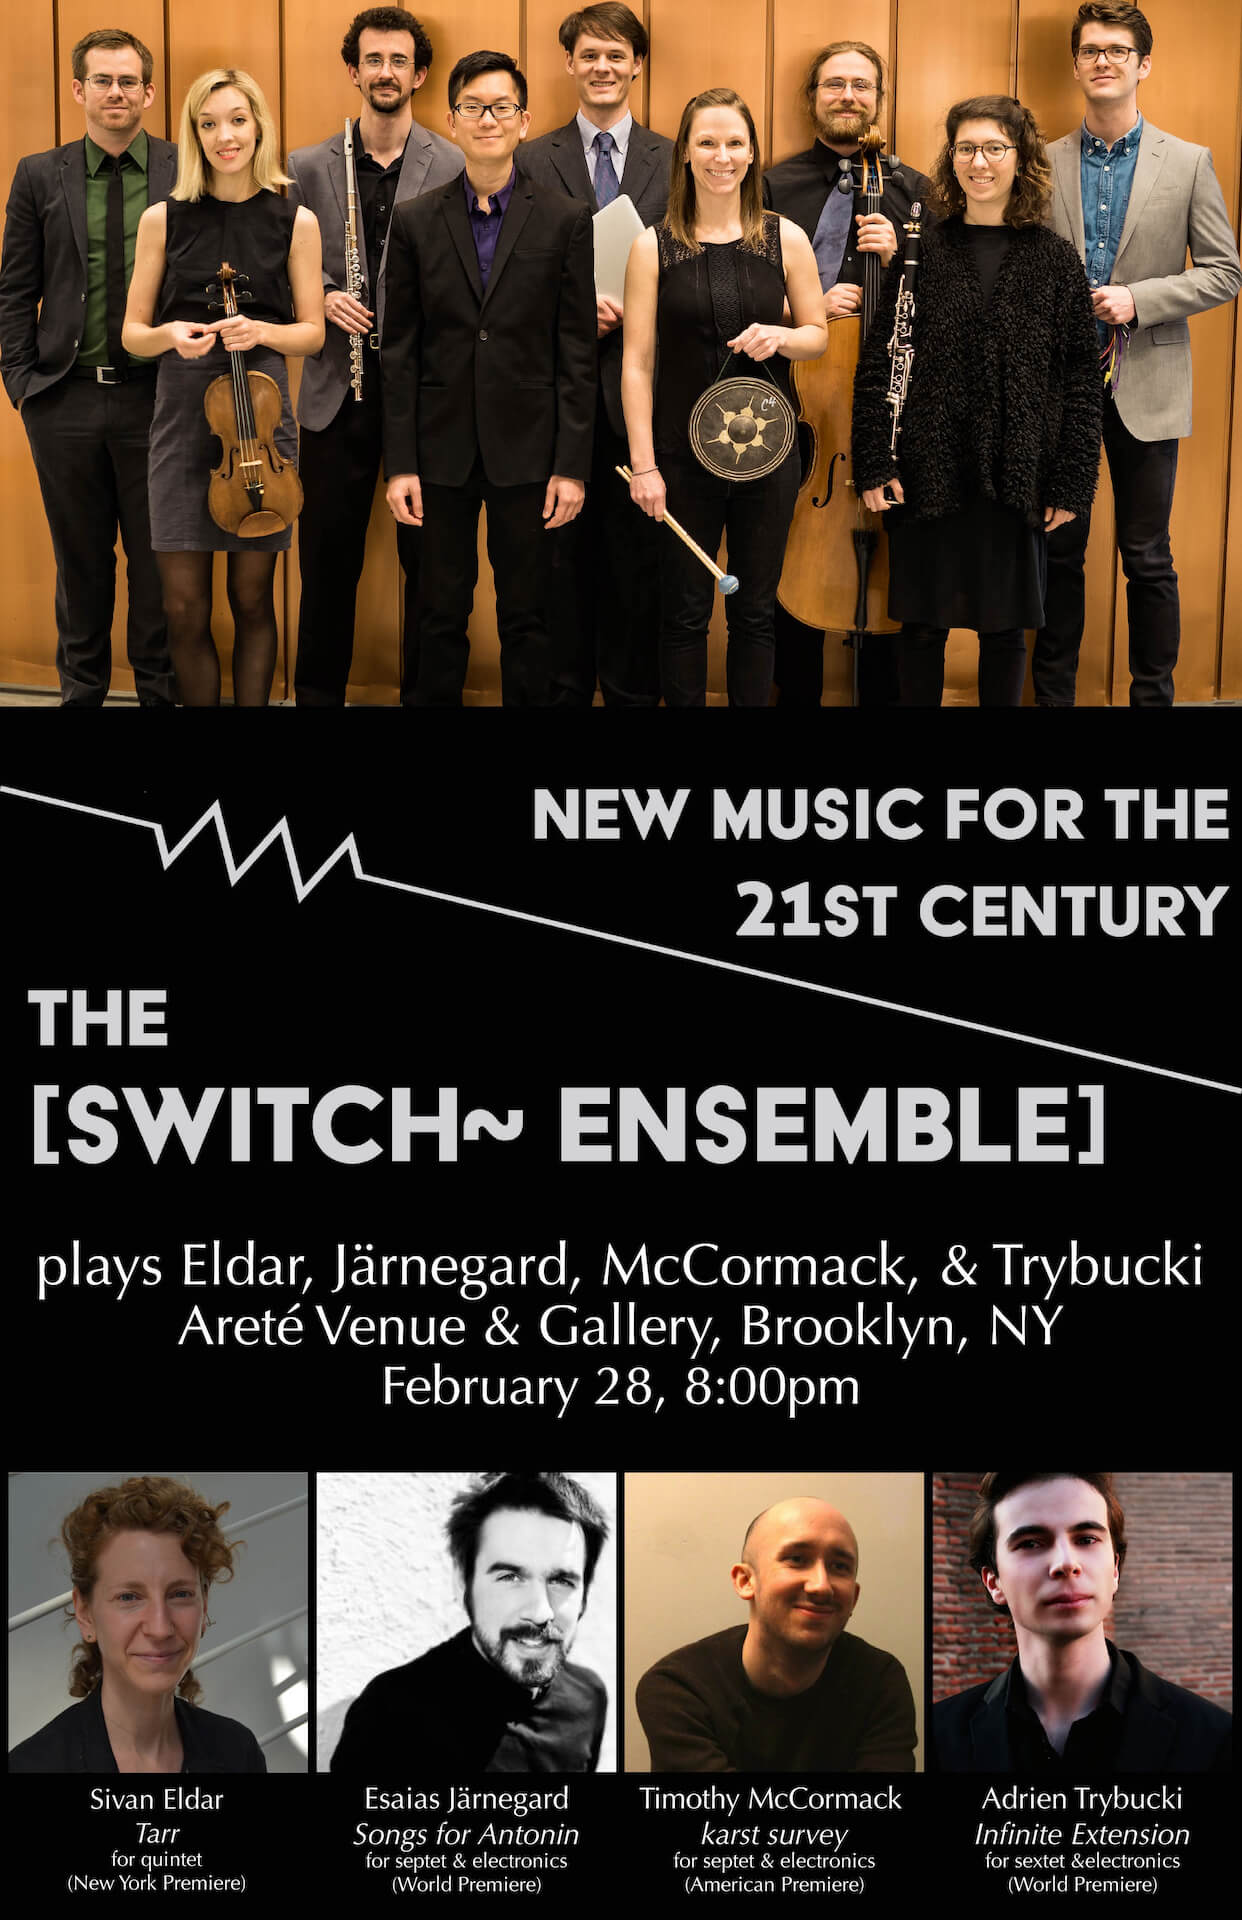 C4
NEW MUSIC FOR THE
21ST CENTURY
THE
[SWITCH~ ENSEMBLE]
plays Eldar, Järnegard, McCormack, & Trybucki
Areté Venue & Gallery, Brooklyn, NY
February 28, 8:00pm
Sivan Eldar
Tarr
for quintet
(New York Premiere)
Esaias Järnegard
Songs for Antonin
for septet & electronics
(World Premiere)
Timothy McCormack
karst survey
for septet & electronics
(American Premiere)
Adrien Trybucki
Infinite Extension
for sextet &electronics
(World Premiere)